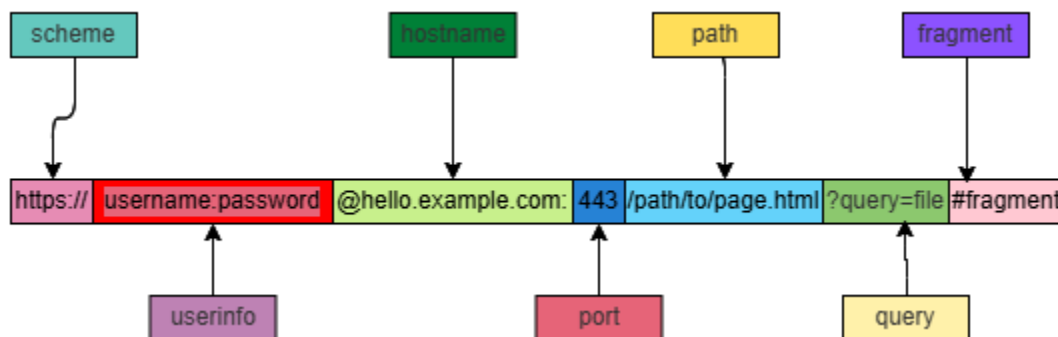 scheme hostname path fragment
https:// username:password @hello.example.com: 443 /path/to/page.html ?query=file #fragment
userinfo port query